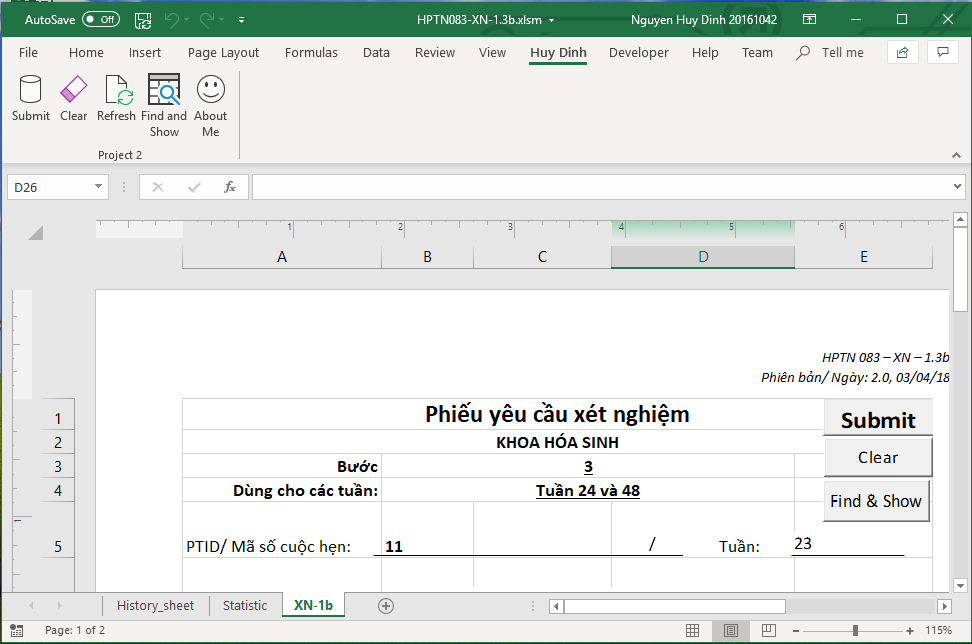 AutoSave Off HPTN083-XN-1.3b.xlsm Nguyen Huy Dinh 20161042
File Home Insert Page Layout Formulas Data Review View Huy Dinh Developer Help Team Tell me
Submit Clear Refresh Find and Show About Me
Project 2
D26 fx
1 2 3 4 5 6
A B C D E
HPTN 083 – XN – 1.3b
Phiên bản/ Ngày: 2.0, 03/04/18
1 Phiếu yêu cầu xét nghiệm Submit
2 KHOA HÓA SINH
Clear
3 Bước 3
4 Dùng cho các tuần: Tuần 24 và 48
Find & Show
5 PTID/ Mã số cuộc hẹn: 11 / Tuần: 23
1
History_sheet Statistic XN-1b
Page: 1 of 2 115%